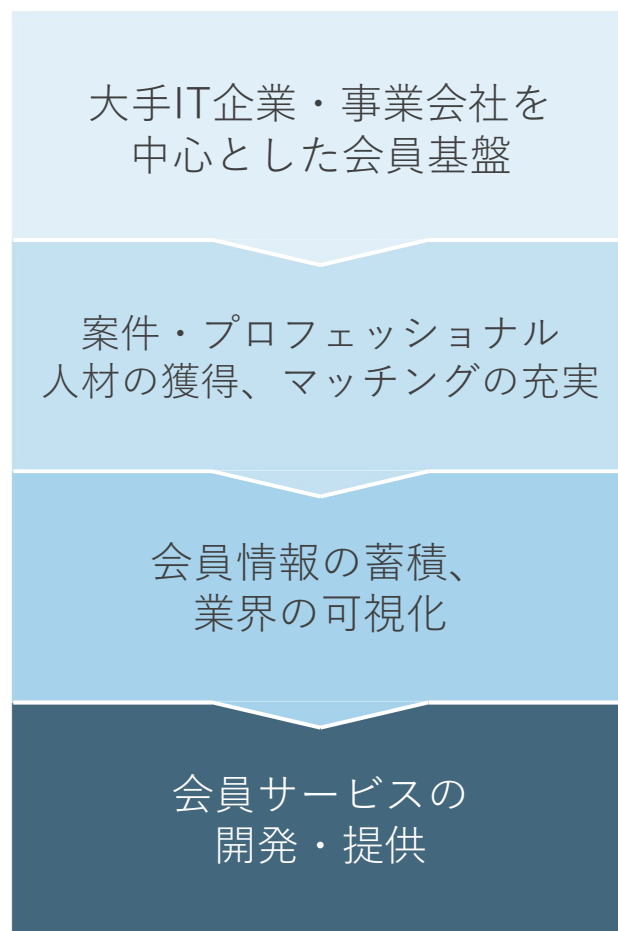 大手IT企業・事業会社を
中心とした会員基盤
案件・プロフェッショナル
人材の獲得、マッチングの充実
会員情報の蓄積、
業界の可視化
会員サービスの
開発・提供